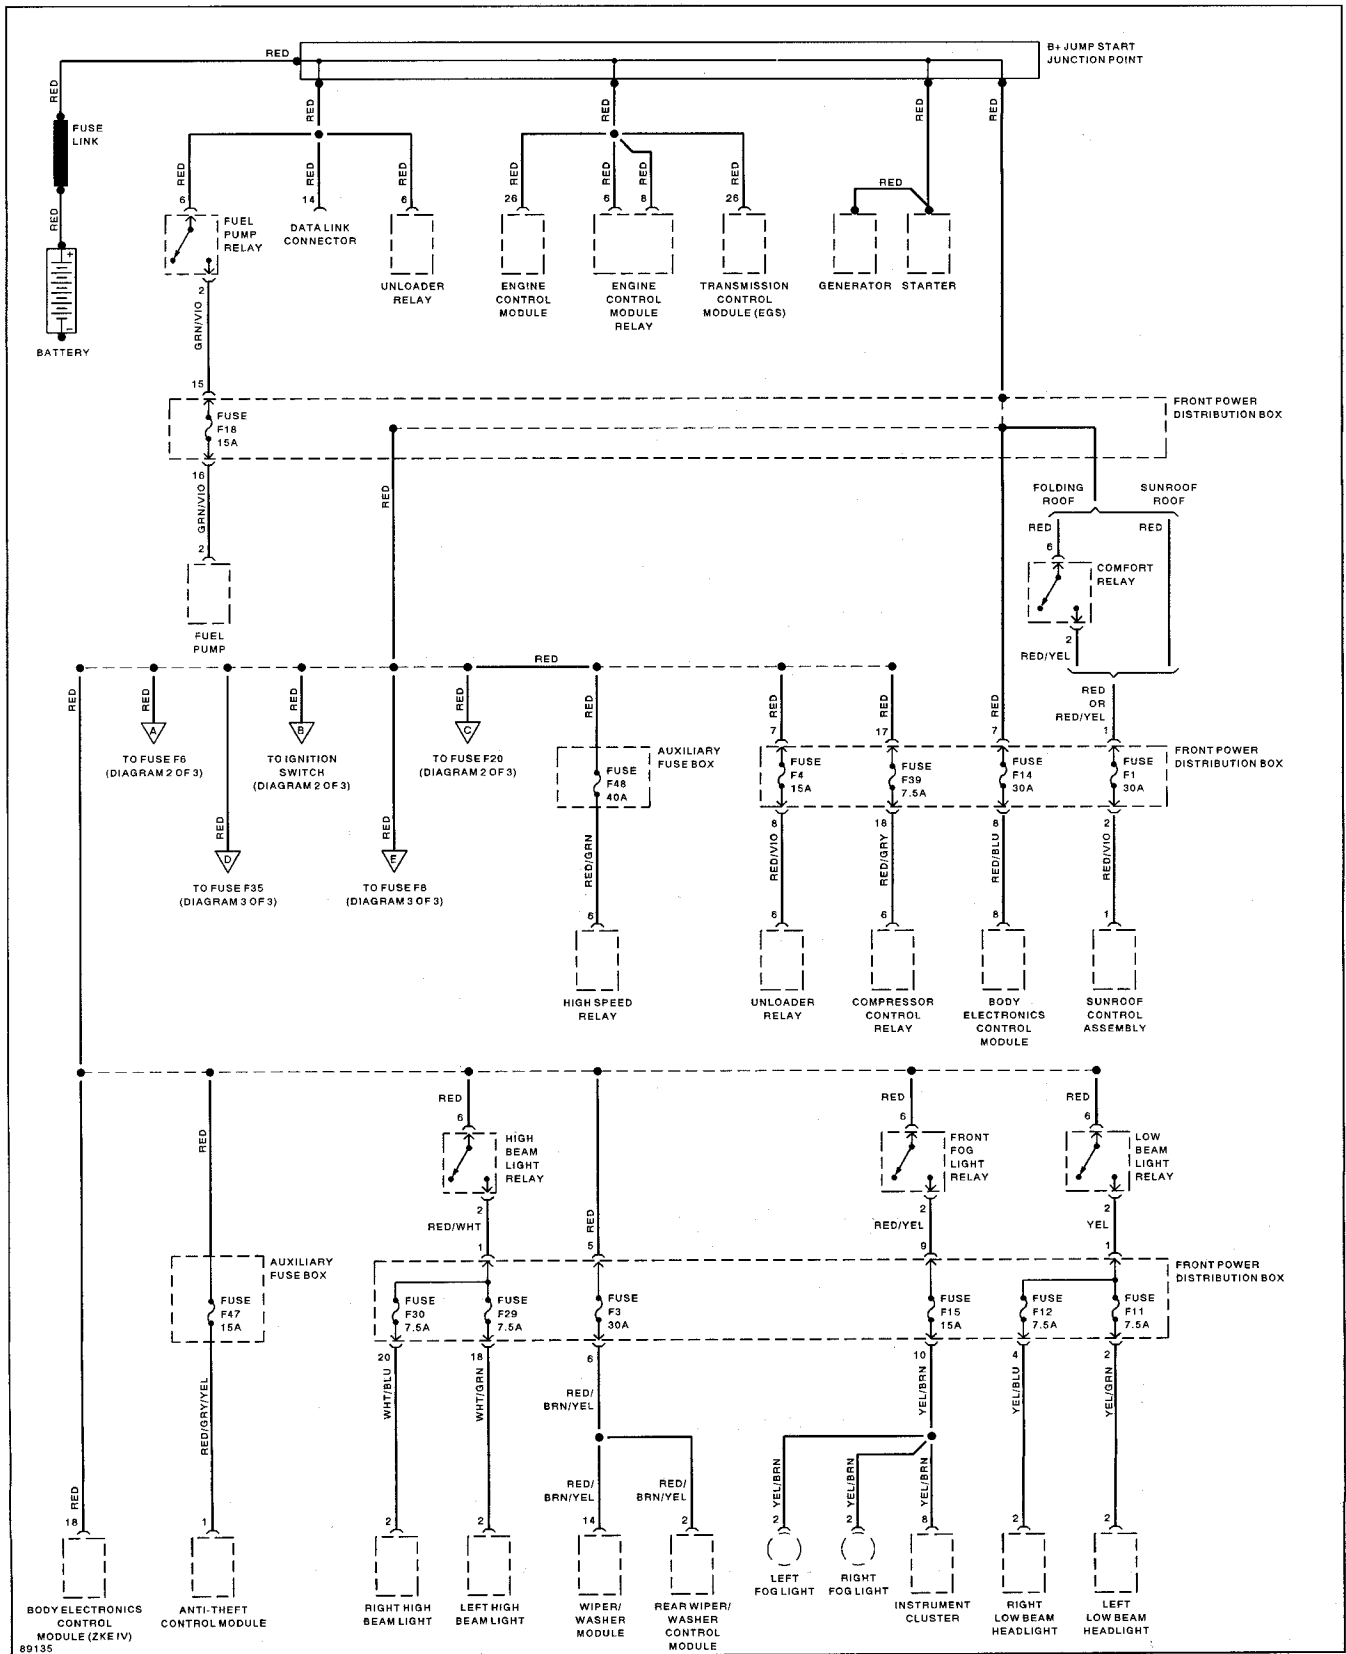 RED
B+ JUMP START
JUNCTION POINT
RED
RED
RED
RED
RED
FUSE
LINK
RED
RED
RED
RED
RED
RED
RED
RED
RED
RED
6
14
6
26
6
8
26
FUEL
PUMP
RELAY
DATA LINK
CONNECTOR
UNLOADER
RELAY
ENGINE
CONTROL
MODULE
ENGINE
CONTROL
MODULE
RELAY
TRANSMISSION
CONTROL
MODULE (EGS)
GENERATOR
STARTER
+
-
BATTERY
2
GRN/VIO
15
FUSE
F18
15A
FRONT POWER
DISTRIBUTION BOX
16
GRN/VIO
2
FUEL
PUMP
RED
FOLDING
ROOF
SUNROOF
ROOF
RED
RED
6
COMFORT
RELAY
2
RED/YEL
RED
OR
RED/YEL
RED
RED
RED
RED
RED
RED
RED
RED
RED
RED
A
B
C
TO FUSE F6
(DIAGRAM 2 OF 3)
TO IGNITION
SWITCH
(DIAGRAM 2 OF 3)
TO FUSE F20
(DIAGRAM 2 OF 3)
RED
RED
D
E
TO FUSE F35
(DIAGRAM 3 OF 3)
TO FUSE F8
(DIAGRAM 3 OF 3)
AUXILIARY
FUSE BOX
FUSE
F48
40A
7
17
7
1
FUSE
F4
15A
FUSE
F39
7.5A
FUSE
F14
30A
FUSE
F1
30A
FRONT POWER
DISTRIBUTION BOX
8
18
8
2
RED/GRN
RED/VIO
RED/GRY
RED/BLU
RED/VIO
6
6
6
8
1
HIGH SPEED
RELAY
UNLOADER
RELAY
COMPRESSOR
CONTROL
RELAY
BODY
ELECTRONICS
CONTROL
MODULE
SUNROOF
CONTROL
ASSEMBLY
RED
RED
RED
RED
RED
6
6
6
HIGH
BEAM
LIGHT
RELAY
FRONT
FOG
LIGHT
RELAY
LOW
BEAM
LIGHT
RELAY
2
2
2
RED/WHT
RED/YEL
YEL
1
5
9
1
AUXILIARY
FUSE BOX
FUSE
F47
15A
FUSE
F30
7.5A
FUSE
F29
7.5A
FUSE
F3
30A
FUSE
F15
15A
FUSE
F12
7.5A
FUSE
F11
7.5A
FRONT POWER
DISTRIBUTION BOX
20
18
6
10
4
2
RED/GRY/YEL
WHT/BLU
WHT/GRN
RED/
BRN/YEL
YEL/BRN
YEL/BLU
YEL/GRN
RED
RED/
BRN/YEL
RED/
BRN/YEL
YEL/BRN
YEL/BRN
YEL/BRN
18
1
2
2
14
2
2
2
8
2
2
BODY ELECTRONICS
CONTROL
MODULE (ZKE IV)
ANTI-THEFT
CONTROL MODULE
RIGHT HIGH
BEAM LIGHT
LEFT HIGH
BEAM LIGHT
WIPER/
WASHER
MODULE
REAR WIPER/
WASHER
CONTROL
MODULE
LEFT
FOG LIGHT
RIGHT
FOG LIGHT
INSTRUMENT
CLUSTER
RIGHT
LOW BEAM
HEADLIGHT
LEFT
LOW BEAM
HEADLIGHT
89135